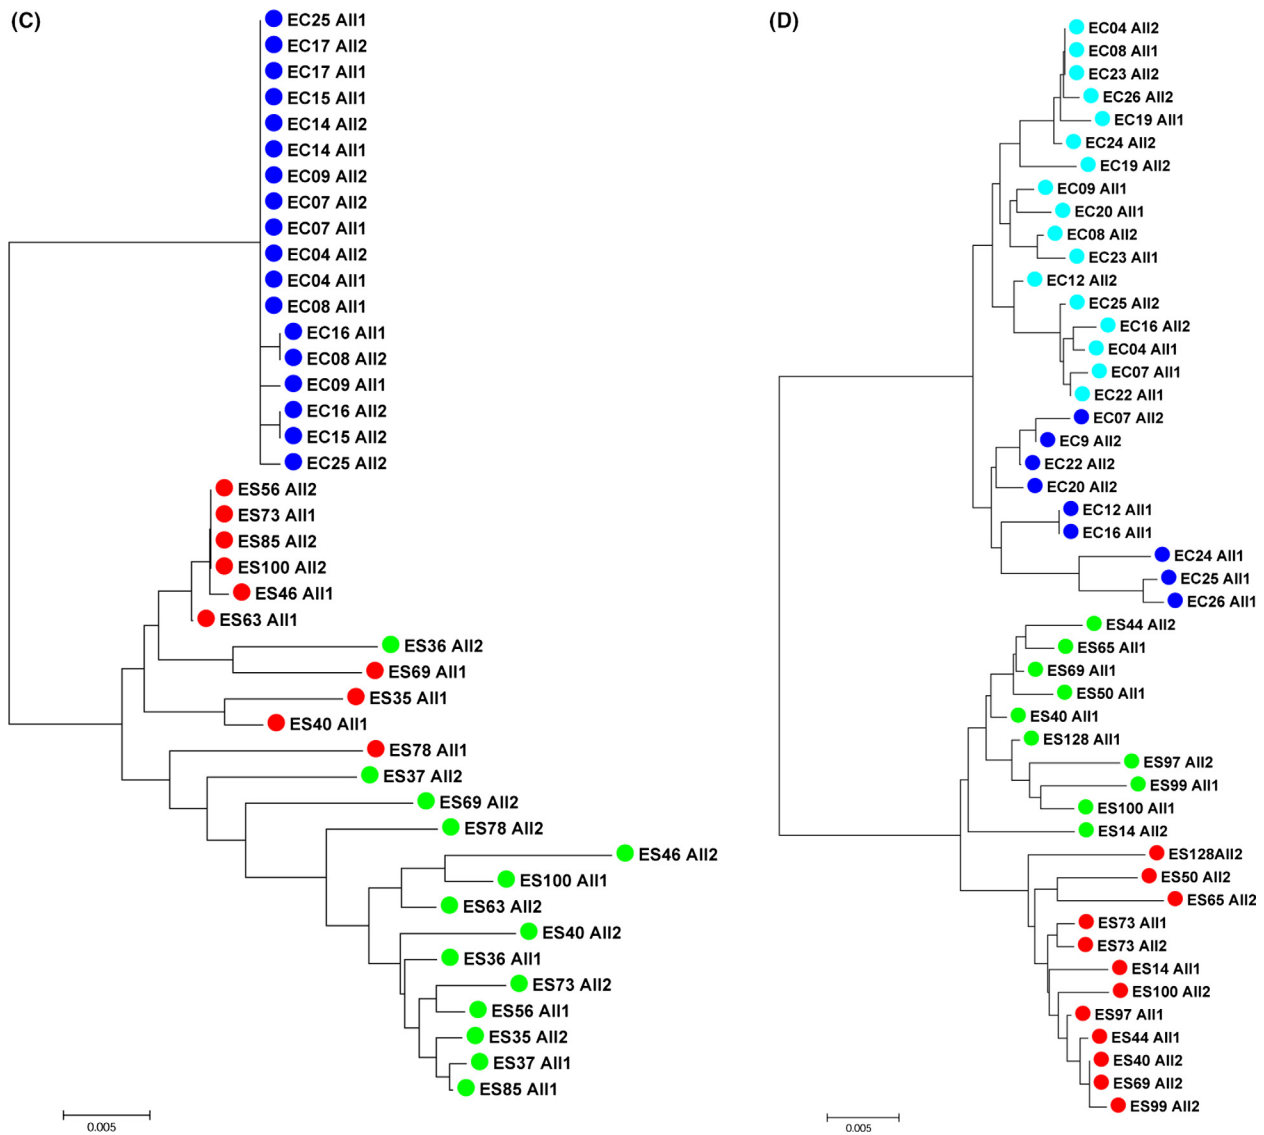 (C)
EC25 All1
EC17 All2
EC17 All1
EC15 All1
EC14 All2
EC14 All1
EC09 All2
EC07 All2
EC07 All1
EC04 All2
EC04 All1
EC08 All1
EC16 All1
EC08 All2
EC09 All1
EC16 All2
EC15 All2
EC25 All2
ES56 All2
ES73 All1
ES85 All2
ES100 All2
ES46 All1
ES63 All1
ES36 All2
ES69 All1
ES35 All1
ES40 All1
ES78 All1
ES37 All2
ES69 All2
ES78 All2
ES46 All2
ES100 All1
ES63 All2
ES40 All2
ES36 All1
ES73 All2
ES56 All1
ES35 All2
ES37 All1
ES85 All1
0.005
(D)
EC04 All2
EC08 All1
EC23 All2
EC26 All2
EC19 All1
EC24 All2
EC19 All2
EC09 All1
EC20 All1
EC08 All2
EC23 All1
EC12 All2
EC25 All2
EC16 All2
EC04 All1
EC07 All1
EC22 All1
EC07 All2
EC9 All2
EC22 All2
EC20 All2
EC12 All1
EC16 All1
EC24 All1
EC25 All1
EC26 All1
ES44 All2
ES65 All1
ES69 All1
ES50 All1
ES40 All1
ES128 All1
ES97 All2
ES99 All1
ES100 All1
ES14 All2
ES128All2
ES50 All2
ES65 All2
ES73 All1
ES73 All2
ES14 All1
ES100 All2
ES97 All1
ES44 All1
ES40 All2
ES69 All2
ES99 All2
0.005